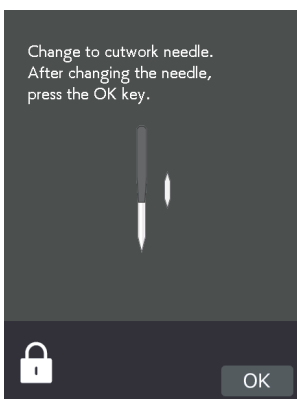 Change to cutwork needle.
After changing the needle,
press the OK key.
OK